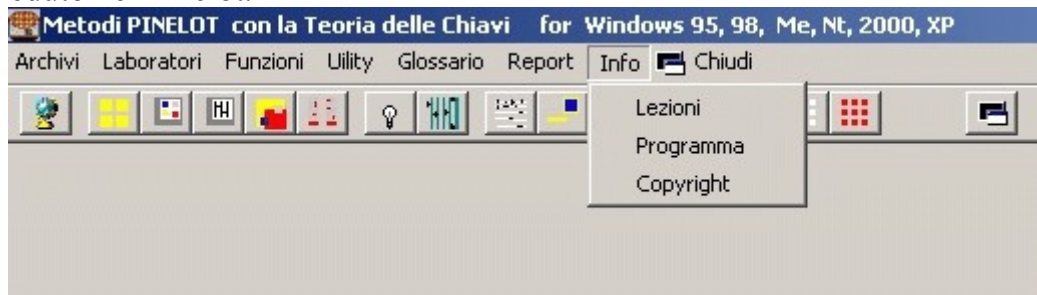 Metodi PINELOT con la Teoria delle Chiavi for Windows 95, 98, Me, Nt, 2000, XP
Archivi Laboratori Funzioni Uility Glossario Report Info Chiudi
Lezioni
Programma
Copyright